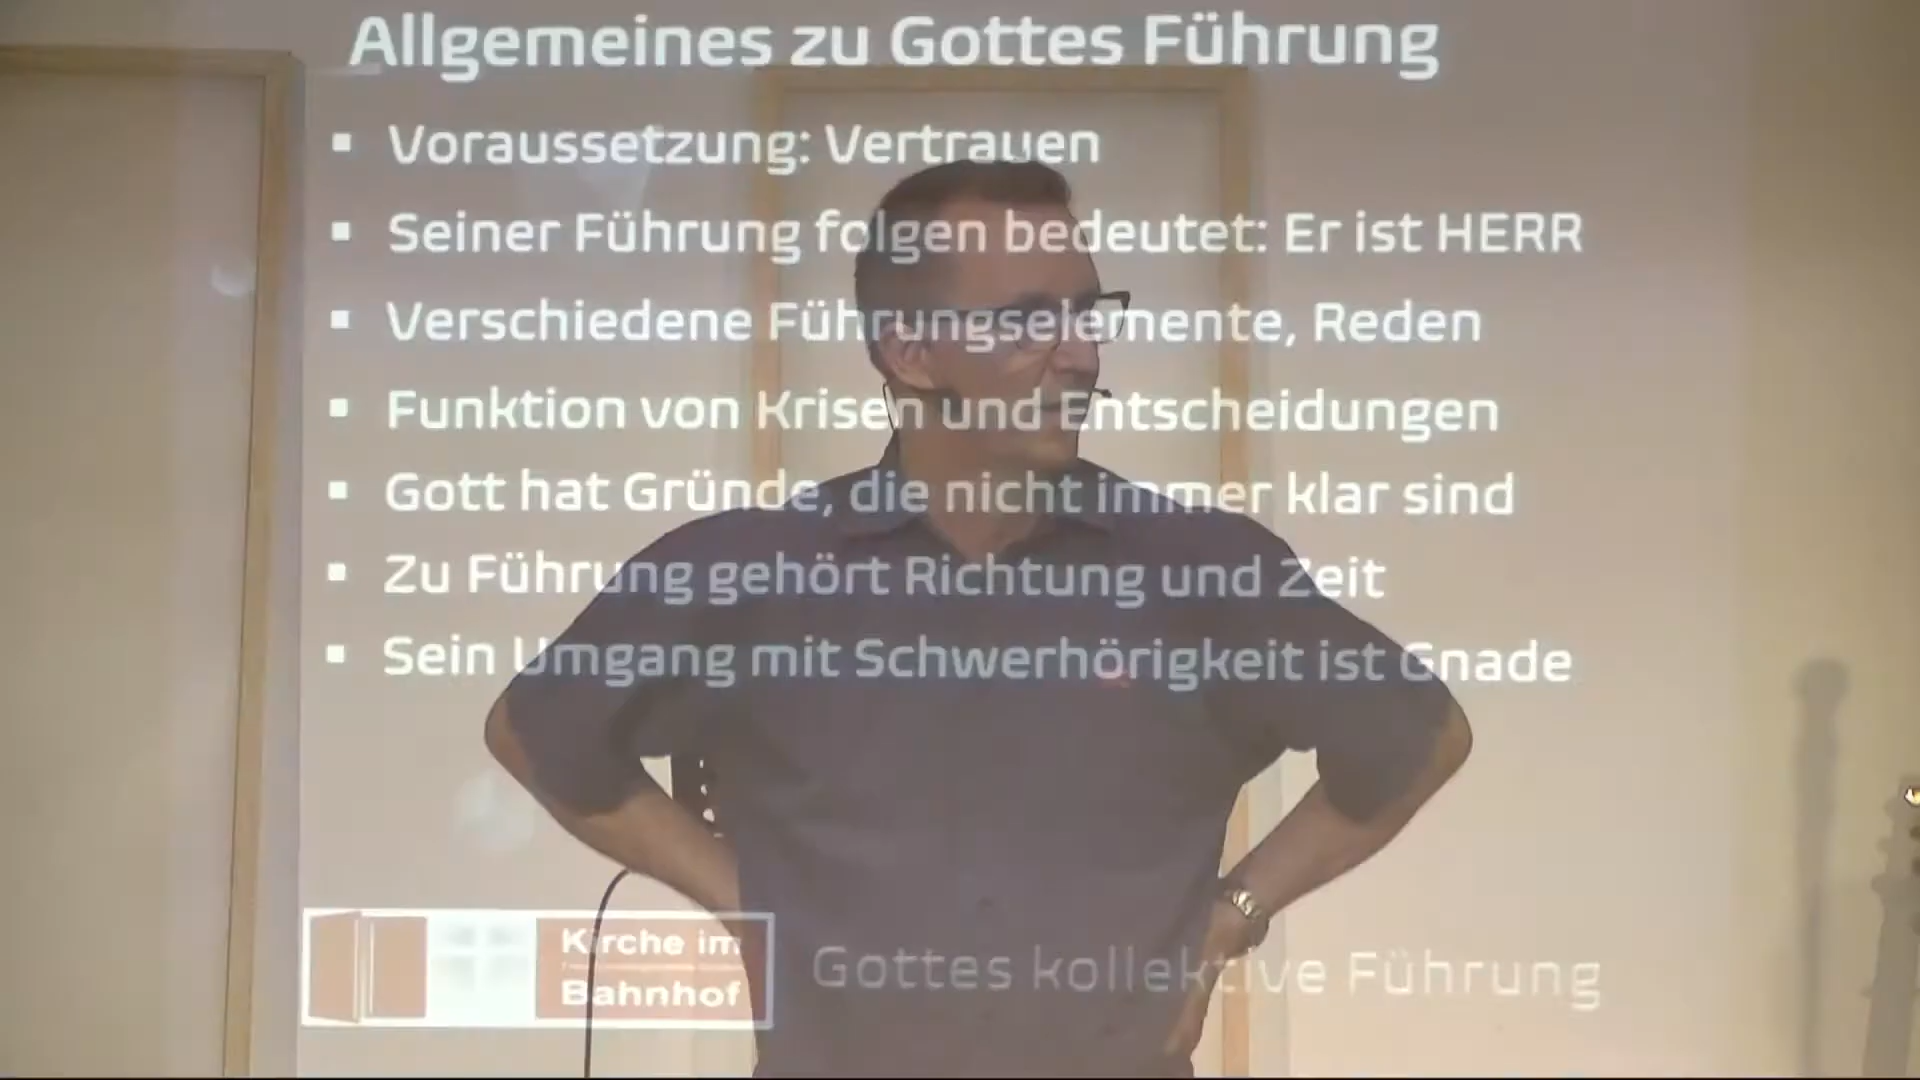 Allgemeines zu Gottes Führung
▪ Voraussetzung: Vertrauen
▪ Seiner Führung folgen bedeutet: Er ist HERR
▪ Verschiedene Führungselemente, Reden
▪ Funktion von Krisen und Entscheidungen
▪ Gott hat Gründe, die nicht immer klar sind
▪ Zu Führung gehört Richtung und Zeit
▪ Sein Umgang mit Schwerhörigkeit ist Gnade
Kirche im
Bahnhof
Gottes kollektive Führung